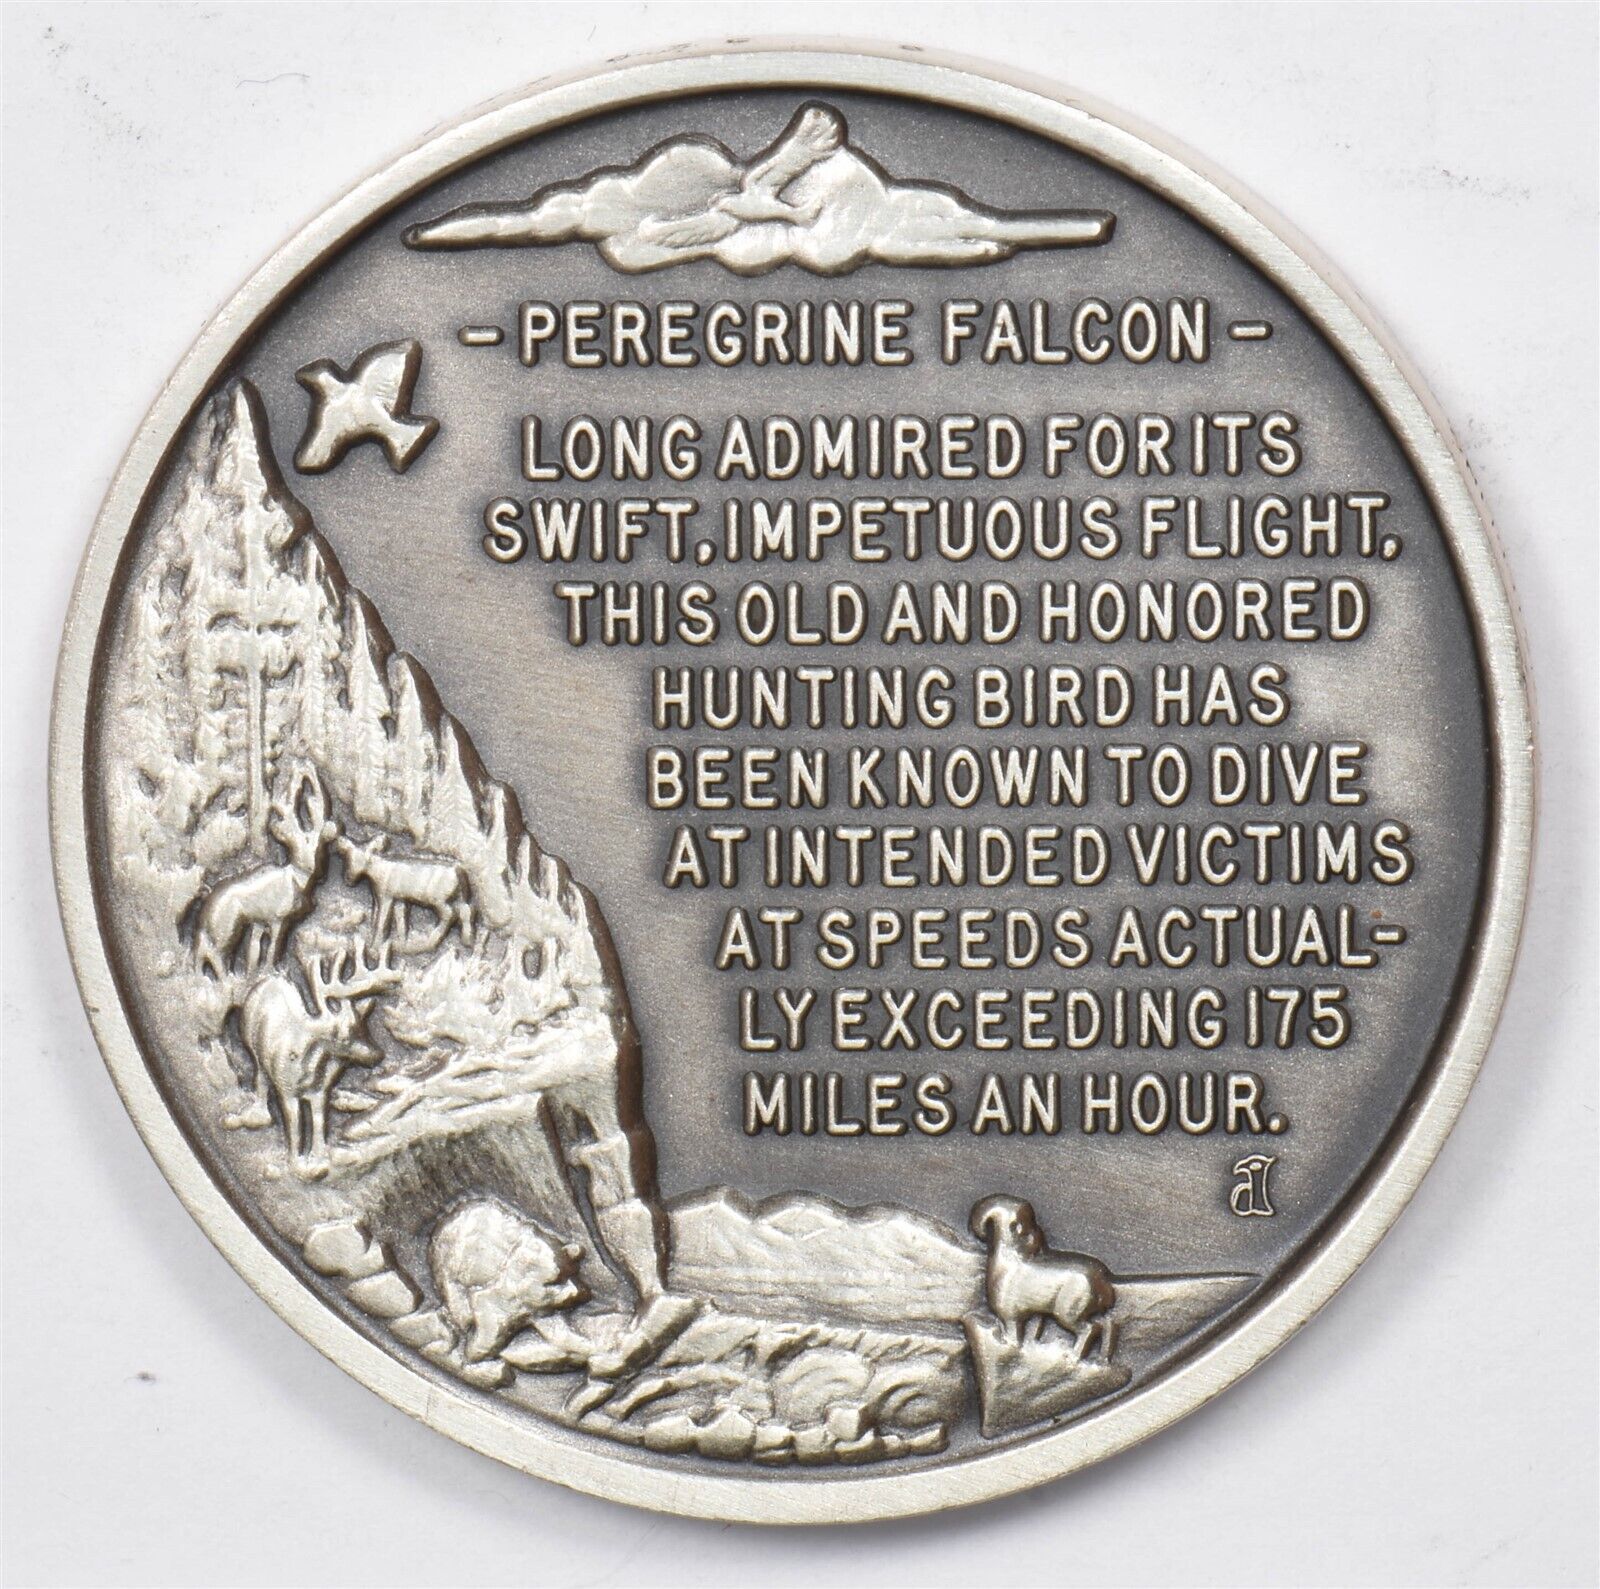 - PEREGRINE FALCON -
LONG ADMIRED FOR ITS
SWIFT, IMPETUOUS FLIGHT,
THIS OLD AND HONORED
HUNTING BIRD HAS
BEEN KNOWN TO DIVE
AT INTENDED VICTIMS
AT SPEEDS ACTUAL-
LY EXCEEDING 175
MILES AN HOUR.